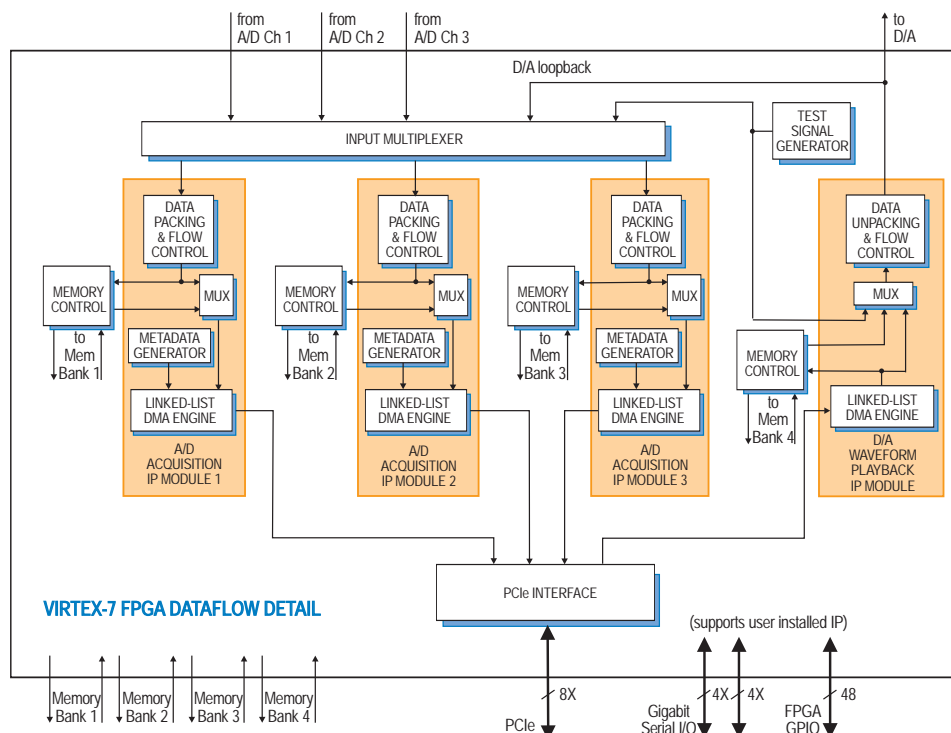 from
A/D Ch 1
from
A/D Ch 2
from
A/D Ch 3
to
D/A
D/A loopback
INPUT MULTIPLEXER
TEST
SIGNAL
GENERATOR
DATA
PACKING
& FLOW
CONTROL
MUX
MEMORY
CONTROL
to
Mem
Bank 1
METADATA
GENERATOR
LINKED-LIST
DMA ENGINE
A/D
ACQUISITION
IP MODULE 1
DATA
PACKING
& FLOW
CONTROL
MUX
MEMORY
CONTROL
to
Mem
Bank 2
METADATA
GENERATOR
LINKED-LIST
DMA ENGINE
A/D
ACQUISITION
IP MODULE 2
DATA
PACKING
& FLOW
CONTROL
MUX
MEMORY
CONTROL
to
Mem
Bank 3
METADATA
GENERATOR
LINKED-LIST
DMA ENGINE
A/D
ACQUISITION
IP MODULE 3
DATA
UNPACKING
& FLOW
CONTROL
MUX
MEMORY
CONTROL
to
Mem
Bank 4
LINKED-LIST
DMA ENGINE
D/A
WAVEFORM
PLAYBACK
IP MODULE
PCIe INTERFACE
VIRTEX-7 FPGA DATAFLOW DETAIL
(supports user installed IP)
Memory
Bank 1
Memory
Bank 2
Memory
Bank 3
Memory
Bank 4
8X
PCIe
4X
4X
Gigabit
Serial I/O
48
FPGA
GPIO